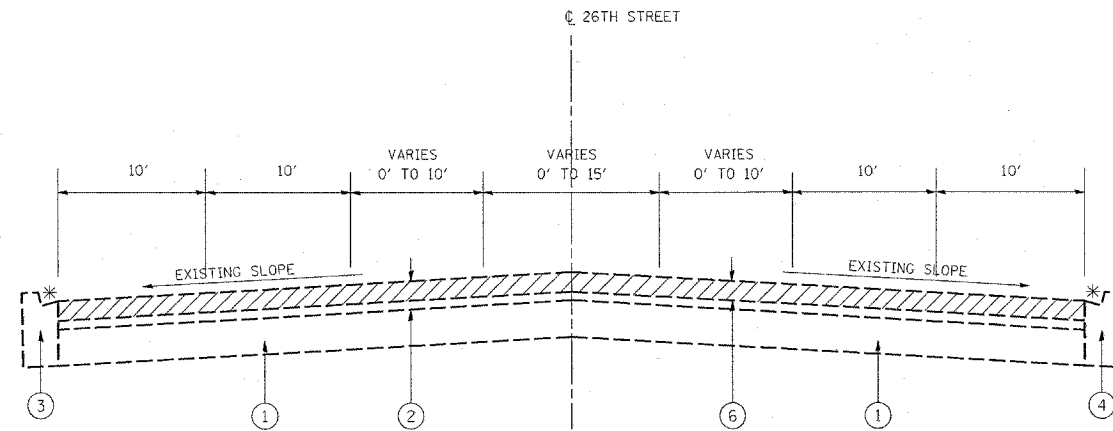 ℄ 26TH STREET
VARIES VARIES VARIES
10' 10' 0' TO 10' 0' TO 15' 0' TO 10' 10' 10'
EXISTING SLOPE EXISTING SLOPE
* *
3 1 2 6 1 4